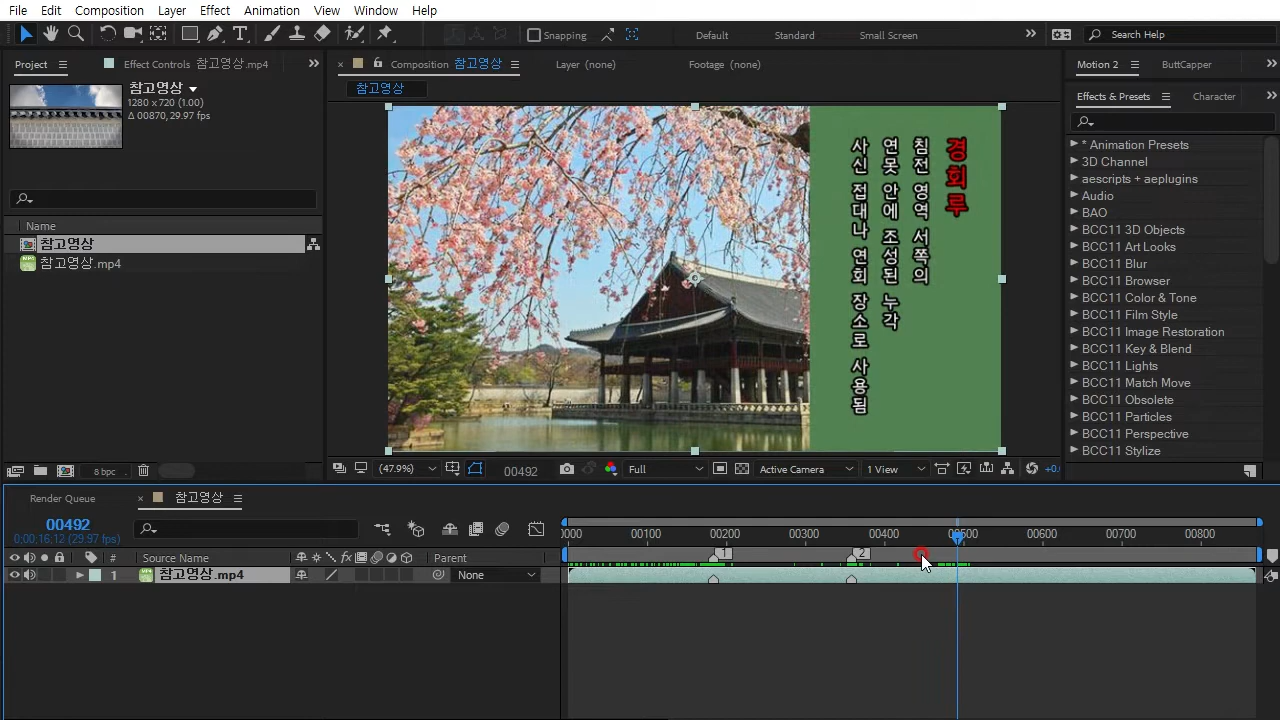 File Edit Composition Layer Effect Animation View Window Help
Snapping Default Standard Small Screen Search Help
Project Effect Controls 참고영상.mp4
Composition 참고영상 Layer (none) Footage (none)
Motion 2 ButtCapper
참고영상
1280 x 720 (1.00)
Δ 00870, 29.97 fps
참고영상
Effects & Presets Character
Name
참고영상
참고영상.mp4
경회루
침전 영역 서쪽의
연못 안에 조성된 누각
사신 접대나 연회 장소로 사용됨
* Animation Presets
3D Channel
aescripts + aeplugins
Audio
BAO
BCC11 3D Objects
BCC11 Art Looks
BCC11 Blur
BCC11 Browser
BCC11 Color & Tone
BCC11 Film Style
BCC11 Image Restoration
BCC11 Key & Blend
BCC11 Lights
BCC11 Match Move
BCC11 Obsolete
BCC11 Particles
BCC11 Perspective
BCC11 Stylize
8 bpc
(47.9%) 00492 Full Active Camera 1 View +0.
Render Queue 참고영상
00492
0;00;16;12 (29.97 fps)
0000 00100 00200 00300 00400 00500 00600 00700 00800
1 2
# Source Name fx Parent
1 참고영상.mp4 None